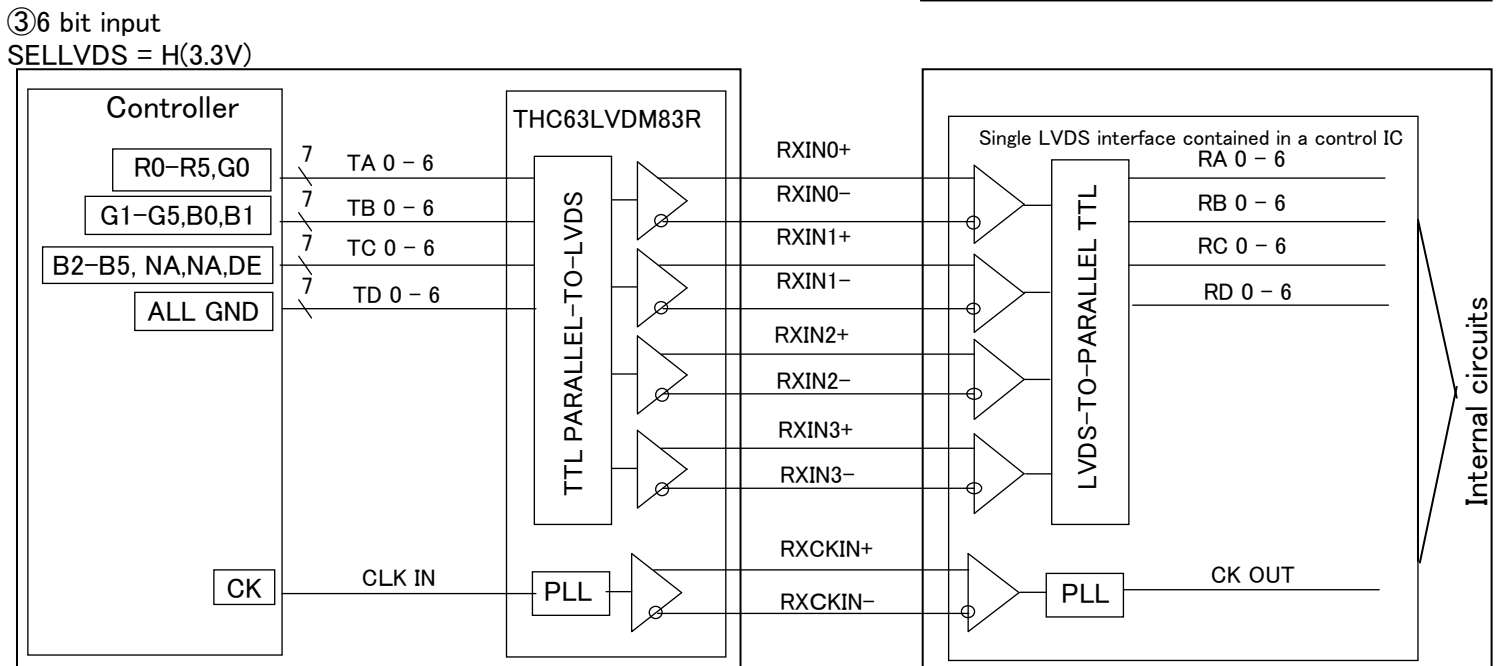 ③6 bit input
SELLVDS = H(3.3V)
Controller
THC63LVDM83R
Single LVDS interface contained in a control IC
R0-R5,G0
7
TA 0 - 6
RXIN0+
RA 0 - 6
G1-G5,B0,B1
7
TB 0 - 6
RXIN0-
RB 0 - 6
B2-B5, NA,NA,DE
7
TC 0 - 6
RXIN1+
RC 0 - 6
ALL GND
7
TD 0 - 6
RXIN1-
RD 0 - 6
TTL PARALLEL-TO-LVDS
RXIN2+
RXIN2-
RXIN3+
RXIN3-
LVDS-TO-PARALLEL TTL
Internal circuits
CK
CLK IN
PLL
RXCKIN+
RXCKIN-
PLL
CK OUT